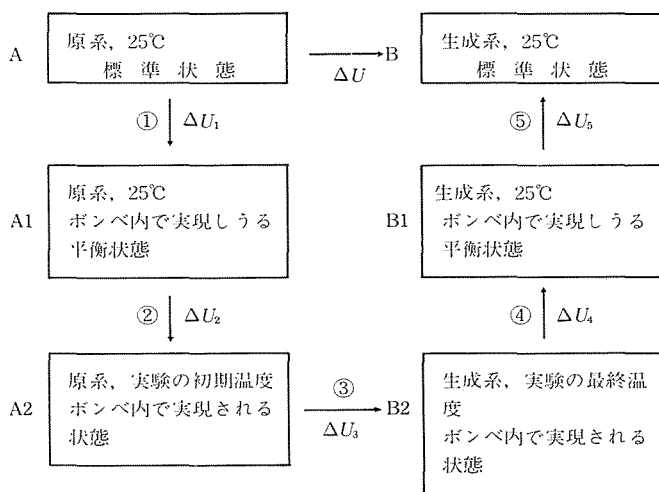 A
原系, 25℃
標準状態
ΔU
B
生成系, 25℃
標準状態
① ΔU₁
⑤ ΔU₅
A1
原系, 25℃
ボンベ内で実現しうる
平衡状態
B1
生成系, 25℃
ボンベ内で実現しうる
平衡状態
② ΔU₂
④ ΔU₄
A2
原系, 実験の初期温度
ボンベ内で実現される
状態
③
ΔU₃
B2
生成系, 実験の最終温
度
ボンベ内で実現される
状態